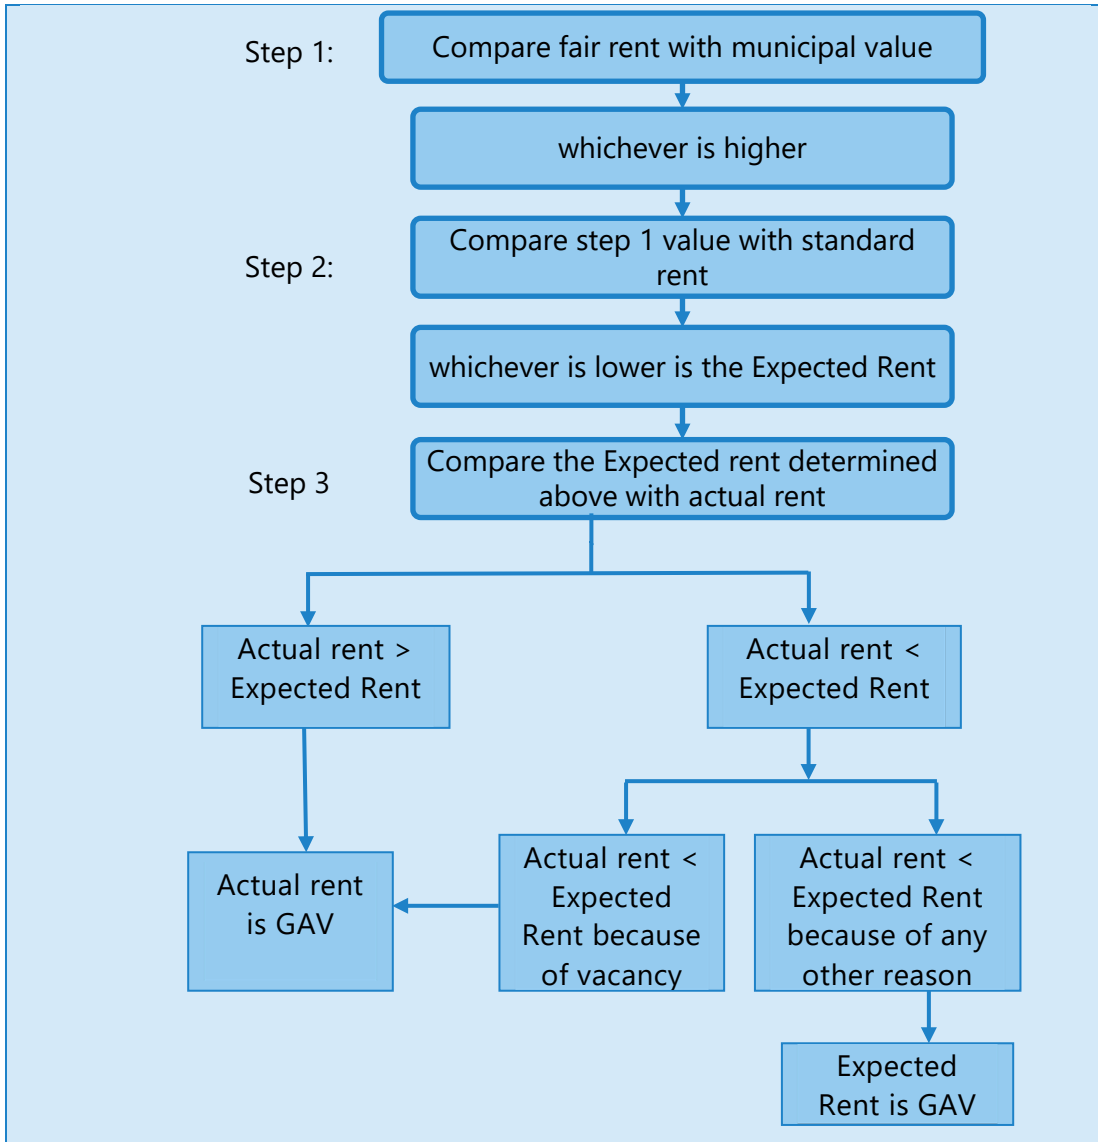 Step 1:
Compare fair rent with municipal value
whichever is higher
Step 2:
Compare step 1 value with standard
rent
whichever is lower is the Expected Rent
Step 3
Compare the Expected rent determined
above with actual rent
Actual rent >
Expected Rent
Actual rent <
Expected Rent
Actual rent
is GAV
Actual rent <
Expected
Rent because
of vacancy
Actual rent <
Expected Rent
because of any
other reason
Expected
Rent is GAV